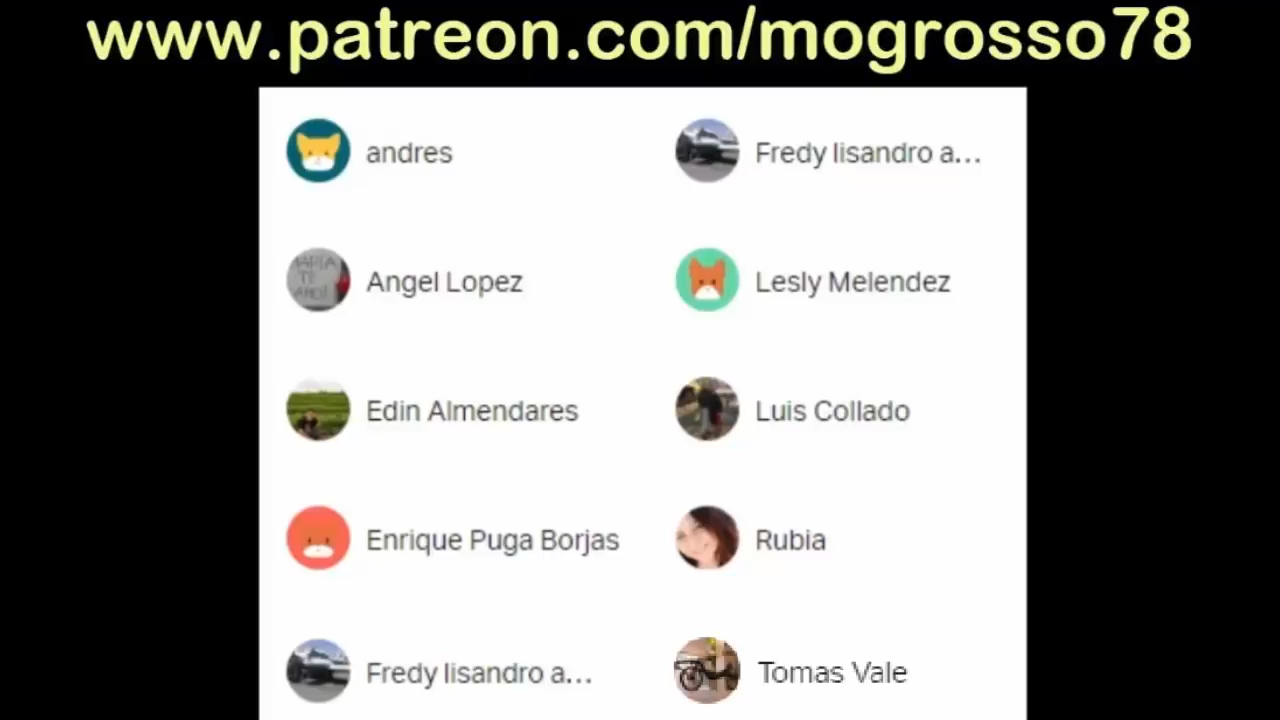 www.patreon.com/mogrosso78
andres
Fredy lisandro a...
Angel Lopez
Lesly Melendez
Edin Almendares
Luis Collado
Enrique Puga Borjas
Rubia
Fredy lisandro a...
Tomas Vale